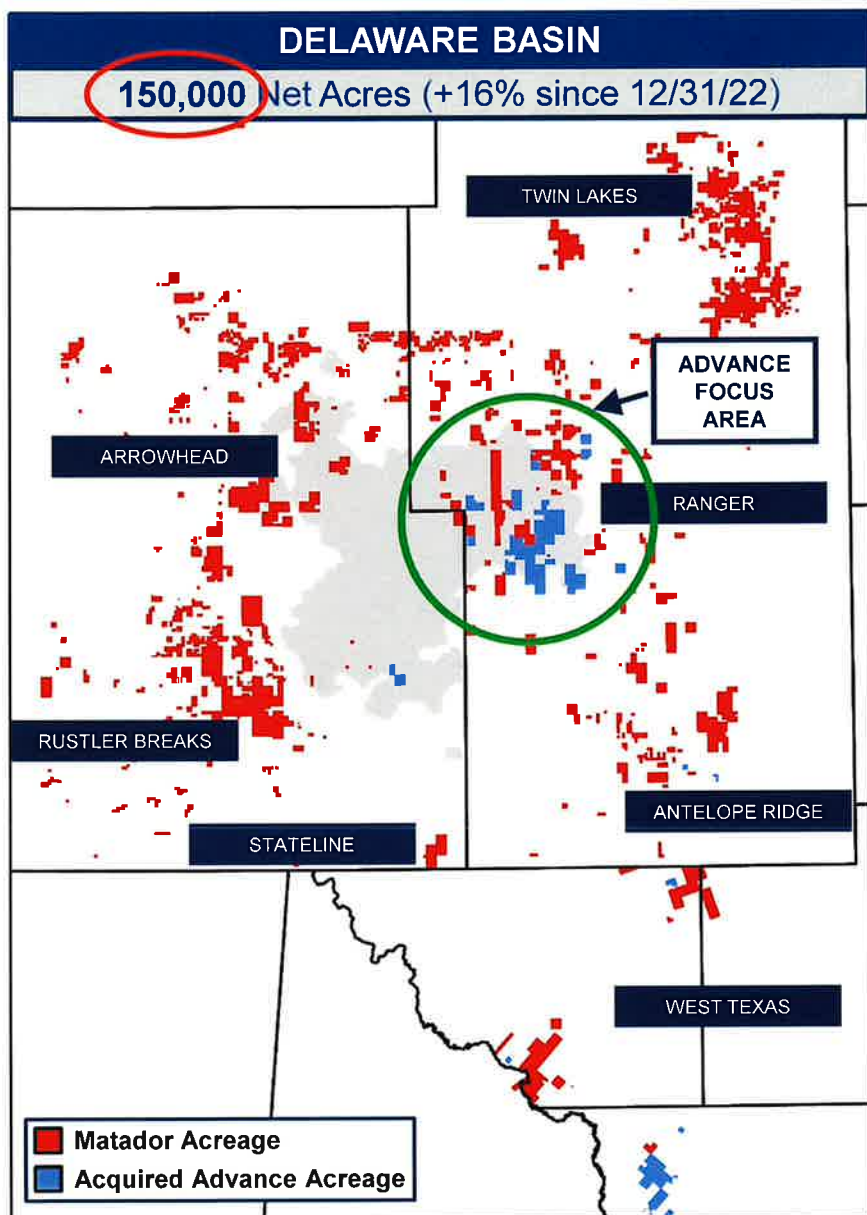 DELAWARE BASIN
150,000 Net Acres (+16% since 12/31/22)
TWIN LAKES
ADVANCE
FOCUS
AREA
ARROWHEAD
RANGER
RUSTLER BREAKS
ANTELOPE RIDGE
STATELINE
WEST TEXAS
Matador Acreage
Acquired Advance Acreage